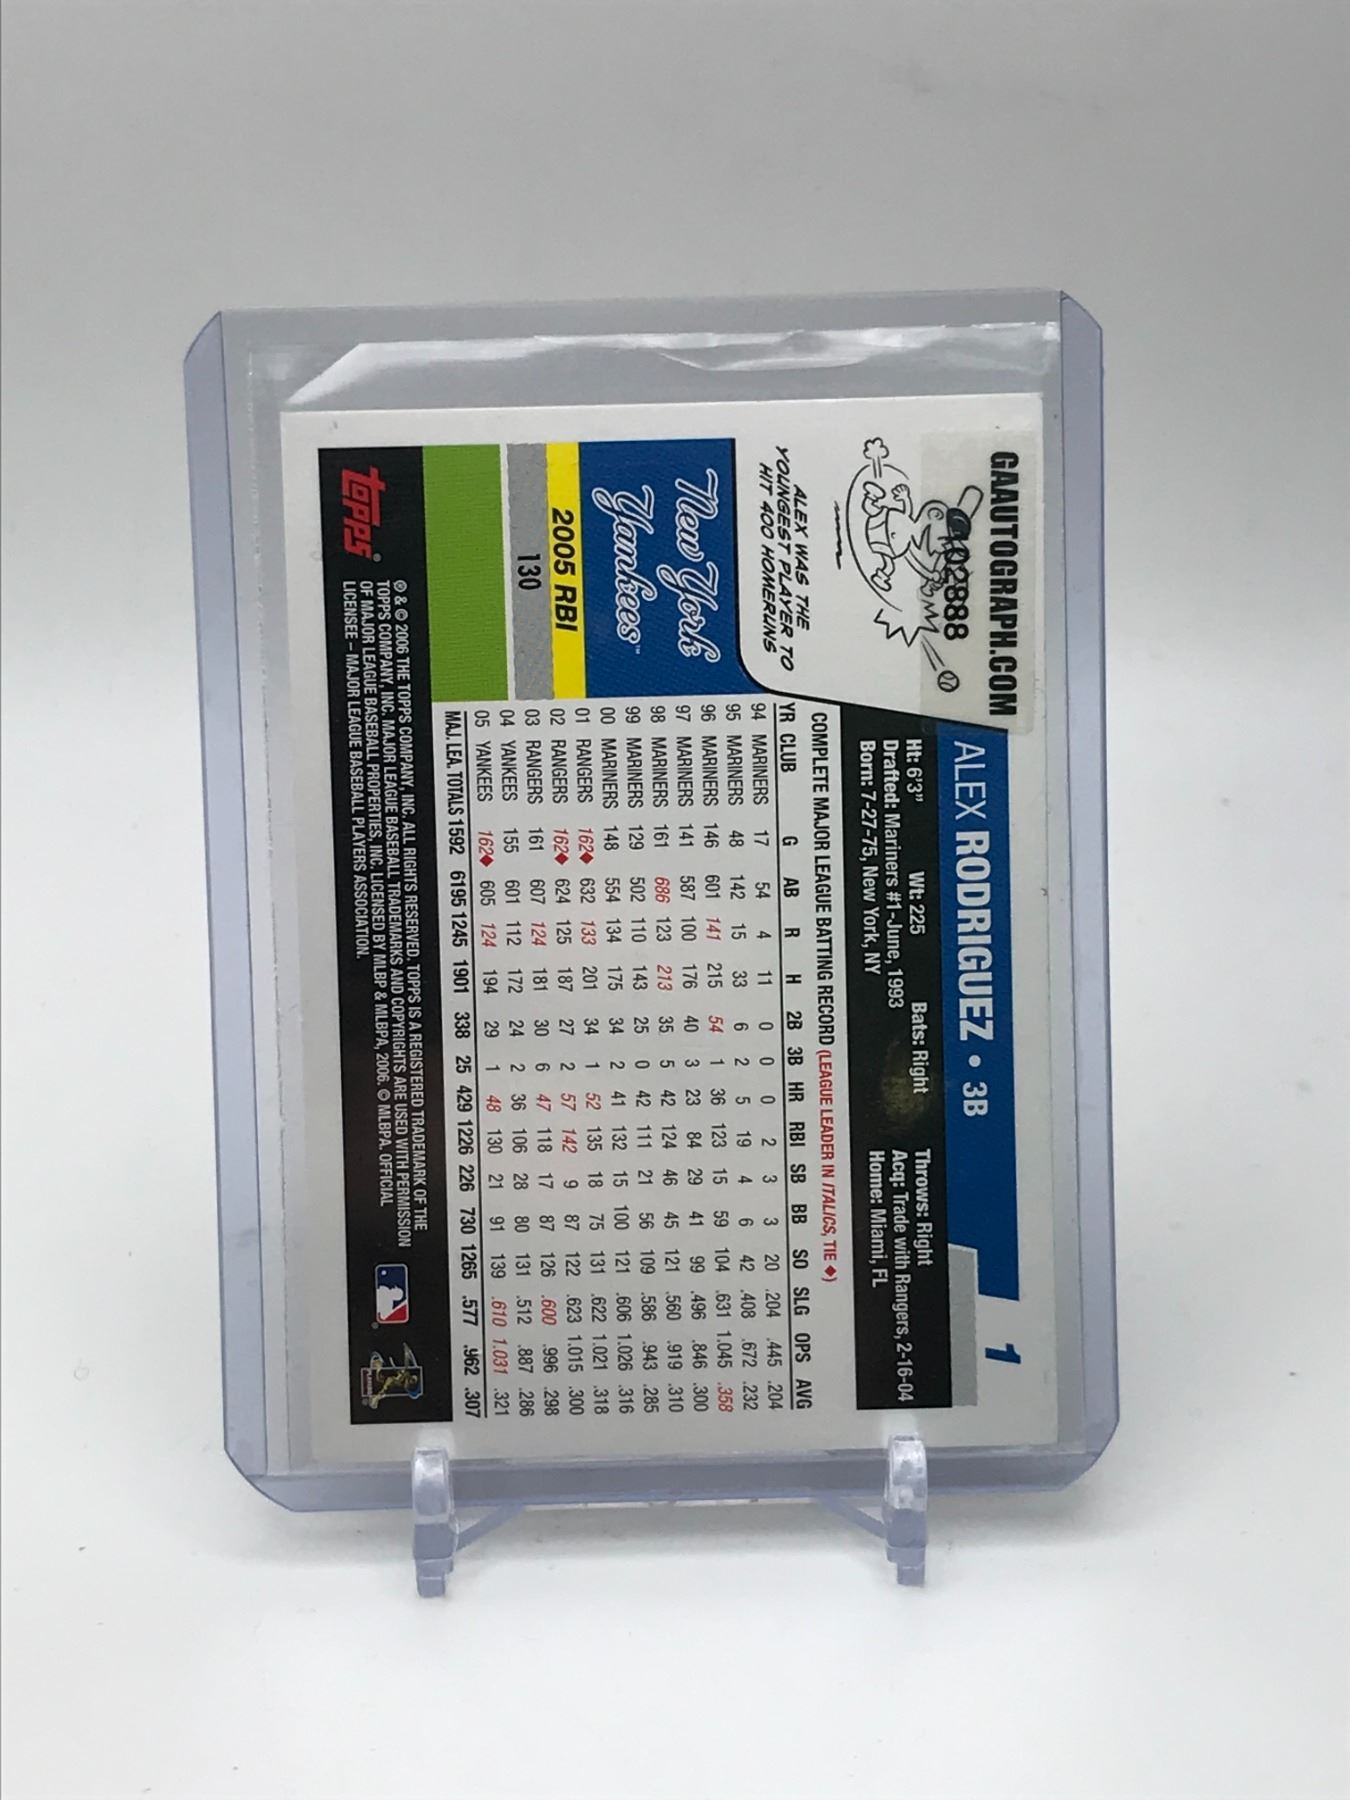 GAAUTOGRAPH.COM
ALEX RODRIGUEZ • 3B
1
Ht: 6'3" Wt: 225 Bats: Right Throws: Right
Drafted: Mariners #1-June, 1993 Acq: Trade with Rangers, 2-16-04
Born: 7-27-75, New York, NY Home: Miami, FL
ALEX WAS THE
YOUNGEST PLAYER TO
HIT 400 HOMERUNS
New York
Yankees™
2005 RBI
130
COMPLETE MAJOR LEAGUE BATTING RECORD (LEAGUE LEADER IN ITALICS, TIE ♦)
YR CLUB G AB R H 2B 3B HR RBI SB BB SO SLG OPS AVG
94 MARINERS 17 54 4 11 0 0 0 2 3 3 20 .204 .445 .204
95 MARINERS 48 142 15 33 6 2 5 19 4 6 42 .408 .672 .232
96 MARINERS 146 601 141 215 54 1 36 123 15 59 104 .631 1.045 .358
97 MARINERS 141 587 100 176 40 3 23 84 29 41 99 .496 .846 .300
98 MARINERS 161 686 123 213 35 5 42 124 46 45 121 .560 .919 .310
99 MARINERS 129 502 110 143 25 0 42 111 21 56 109 .586 .943 .285
00 MARINERS 148 554 134 175 34 2 41 132 15 100 121 .606 1.026 .316
01 RANGERS 162♦ 632 133 201 34 1 52 135 18 75 131 .622 1.021 .318
02 RANGERS 162♦ 624 125 187 27 2 57 142 9 87 122 .623 1.015 .300
03 RANGERS 161 607 124 181 30 6 47 118 17 87 126 .600 .996 .298
04 YANKEES 155 601 112 172 24 2 36 106 28 80 131 .512 .887 .286
05 YANKEES 162♦ 605 124 194 29 1 48 130 21 91 139 .610 1.031 .321
MAJ. LEA. TOTALS 1592 6195 1245 1901 338 25 429 1226 226 730 1265 .577 .962 .307
topps®
® & © 2006 THE TOPPS COMPANY, INC. ALL RIGHTS RESERVED. TOPPS IS A REGISTERED TRADEMARK OF THE
TOPPS COMPANY, INC. MAJOR LEAGUE BASEBALL TRADEMARKS AND COPYRIGHTS ARE USED WITH PERMISSION
OF MAJOR LEAGUE BASEBALL PROPERTIES, INC. LICENSED BY MLBP & MLBPA, 2006. © MLBPA. OFFICIAL
LICENSEE – MAJOR LEAGUE BASEBALL PLAYERS ASSOCIATION.